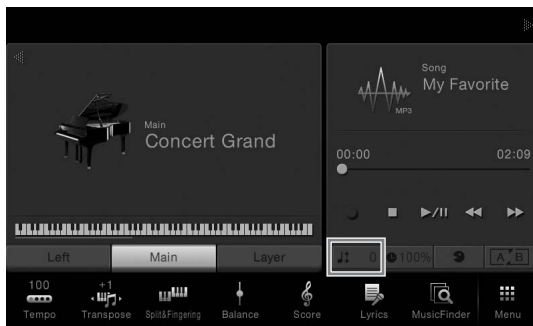 Song
My Favorite
MP3
Main
Concert Grand
00:00
02:09
Left
Main
Layer
0
100%
A B
100
Tempo
+1
Transpose
Split&Fingering
Balance
Score
Lyrics
MusicFinder
Menu